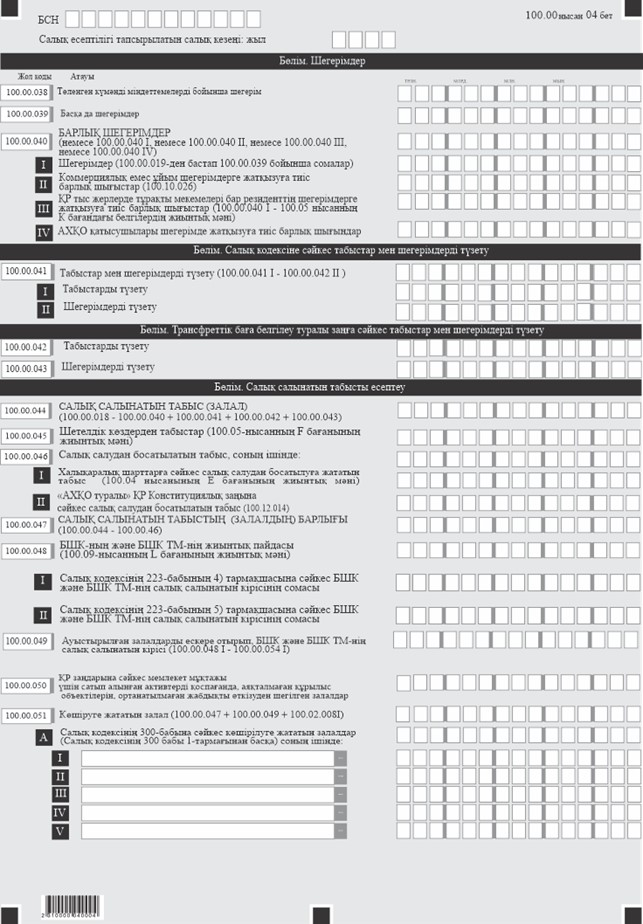 БСН
100.00 нысан 04 бет
Салық есептілігі тапсырылатын салық кезеңі: жыл
Бөлім. Шегерімдер
Жол коды Атауы
100.00.038 Төленген күмәнді міндеттемелерді бойынша шегерім
100.00.039 Басқа да шегерімдер
100.00.040 БАРЛЫҚ ШЕГЕРІМДЕР
(немесе 100.00.040 I, немесе 100.00.040 II, немесе 100.00.040 III,
немесе 100.00.040 IV)
I Шегерімдер (100.00.019-ден бастап 100.00.039 бойынша сомалар)
II Коммерциялық емес ұйым шегерімдерге жатқызуға тиіс
барлық шығыстар (100.10.026)
III ҚР тыс жерлерде тұрақты мекемелері бар резиденттің шегерімдерге
жатқызуға тиіс барлық шығыстар (100.00.040 I - 100.05 нысанның
K бағандағы белгілердің жиынтық мәні)
IV АХҚО қатысушылары шегерімде жатқызуға тиіс барлық шығындар
Бөлім. Салық кодексіне сәйкес табыстар мен шегерімдерді түзету
100.00.041 Табыстар мен шегерімдерді түзету (100.00.041 I - 100.00.042 II )
I Табыстарды түзету
II Шегерімдерді түзету
Бөлім. Трансферттік баға белгілеу туралы заңға сәйкес табыстар мен шегерімдерді түзету
100.00.042 Табыстарды түзету
100.00.043 Шегерімдерді түзету
Бөлім. Салық салынатын табысты есептеу
100.00.044 САЛЫҚ САЛЫНАТЫН ТАБЫС (ЗАЛАЛ)
(100.00.018 - 100.00.040 + 100.00.041 + 100.00.042 + 100.00.043)
100.00.045 Шетелдік көздерден табыстар (100.05-нысанның F бағанының
жиынтық мәні)
100.00.046 Салық салудан босатылатын табыс, соның ішінде:
I Халықаралық шарттарға сәйкес салық салудан босатылуға жататын
табыс (100.04 нысанының E бағанының жиынтық мәні)
II «АХҚО туралы» ҚР Конституциялық заңына
сәйкес салық салудан босатылатын табыс (100.12.014)
100.00.047 САЛЫҚ САЛЫНАТЫН ТАБЫСТЫҢ (ЗАЛАЛДЫҢ) БАРЛЫҒЫ
(100.00.044 - 100.00.46)
100.00.048 БШК-ның және БШК ТМ-нің жиынтық пайдасы
(100.09-нысанның L бағанының жиынтық мәні)
I Салық кодексінің 223-бабының 4) тармақшасына сәйкес БШК
және БШК ТМ-нің салық салынатын кірісінің сомасы
II Салық кодексінің 223-бабының 5) тармақшасына сәйкес БШК
және БШК ТМ-нің салық салынатын кірісінің сомасы
100.00.049 Ауыстырылған залалдарды ескере отырып, БШК және БШК ТМ-нің
салық салынатын кірісі (100.00.048 I - 100.00.054 I)
100.00.050 ҚР заңдарына сәйкес мемлекет мұқтажы
үшін сатып алынған активтерді қоспағанда, аяқталмаған құрылыс
объектілерін, орнатылмаған жабдықты өткізуден шегілген залалдар
100.00.051 Көшіруге жататын залал (100.00.047 + 100.00.049 + 100.02.008I)
A Салық кодексінің 300-бабына сәйкес көшірілуге жататын залалдар
(Салық кодексінің 300 бабы 1-тармағынан басқа) соның ішінде:
I
II
III
IV
V